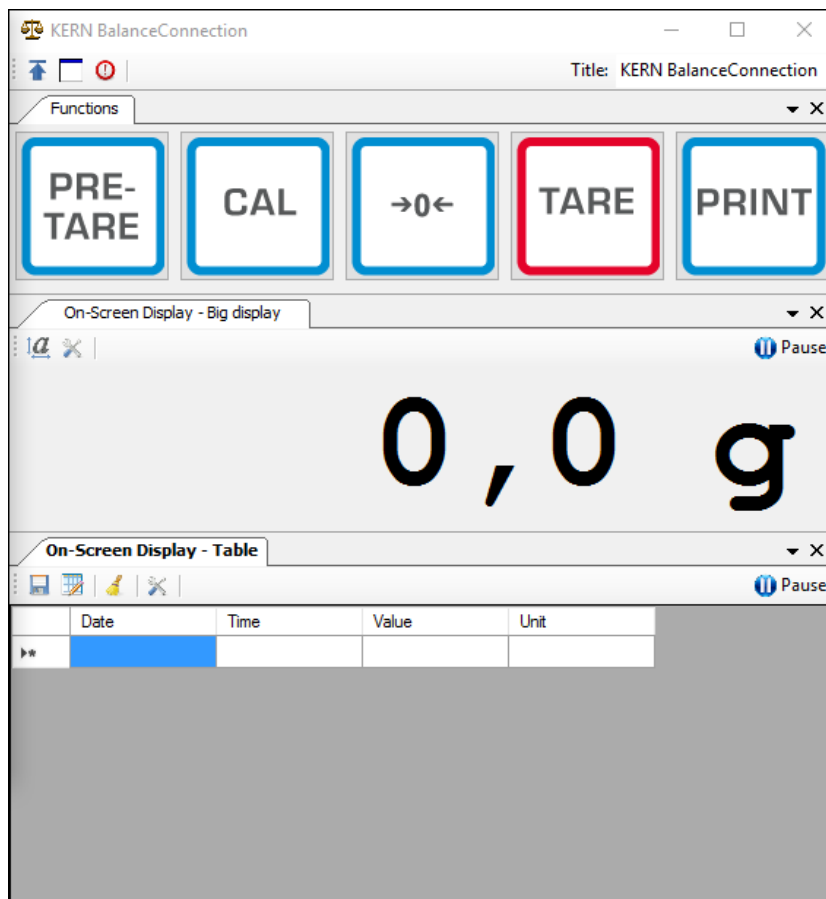 KERN BalanceConnection
Title: KERN BalanceConnection
Functions
PRE-
TARE
CAL
→0←
TARE
PRINT
On-Screen Display - Big display
a
Pause
0,0 g
On-Screen Display - Table
Pause
Date Time Value Unit